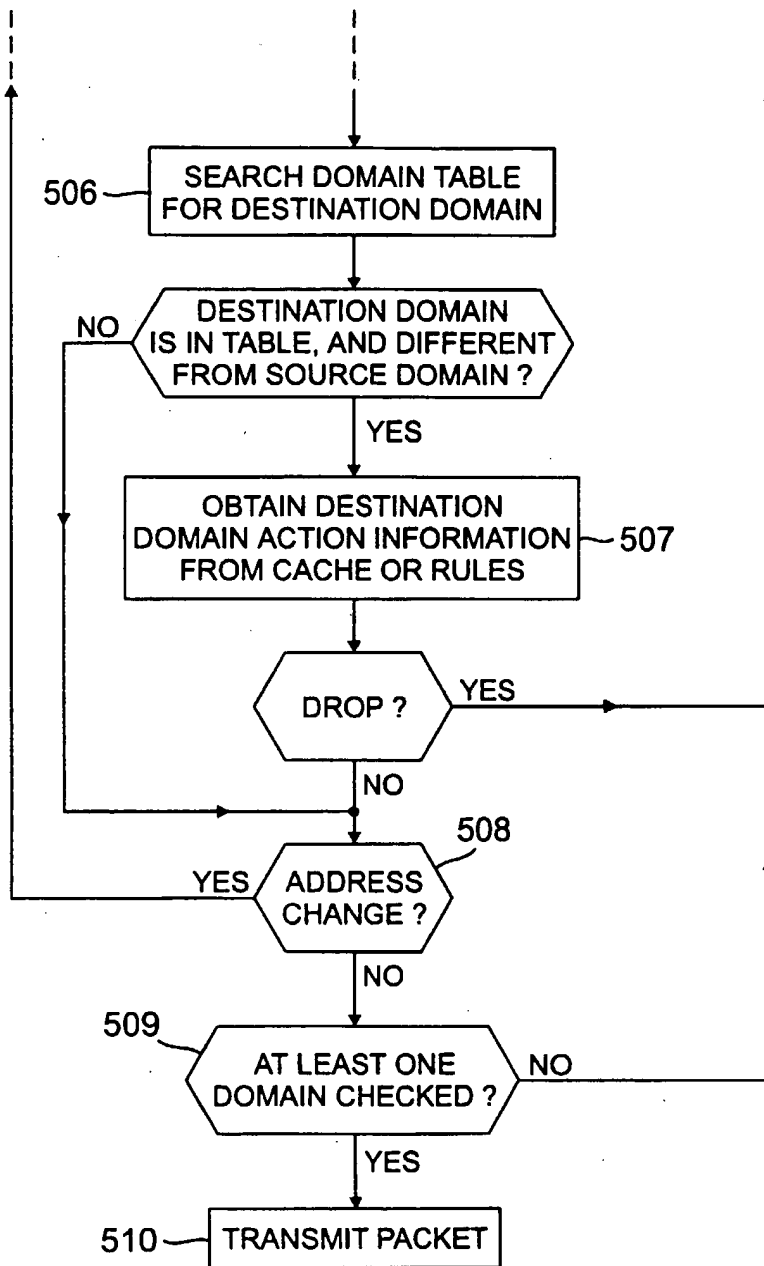 506
SEARCH DOMAIN TABLE
FOR DESTINATION DOMAIN
NO
DESTINATION DOMAIN
IS IN TABLE, AND DIFFERENT
FROM SOURCE DOMAIN ?
YES
OBTAIN DESTINATION
DOMAIN ACTION INFORMATION
FROM CACHE OR RULES
507
DROP ?
YES
NO
508
YES
ADDRESS
CHANGE ?
NO
509
AT LEAST ONE
DOMAIN CHECKED ?
NO
YES
510
TRANSMIT PACKET